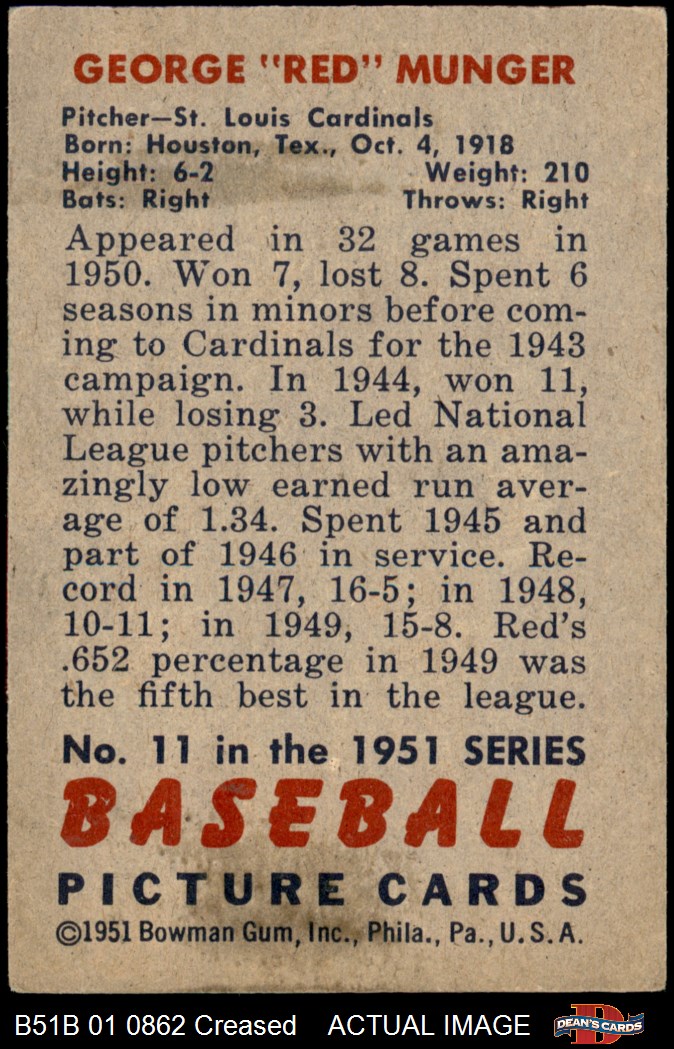 GEORGE "RED" MUNGER
Pitcher—St. Louis Cardinals
Born: Houston, Tex., Oct. 4, 1918
Height: 6-2 Weight: 210
Bats: Right Throws: Right
Appeared in 32 games in
1950. Won 7, lost 8. Spent 6
seasons in minors before com-
ing to Cardinals for the 1943
campaign. In 1944, won 11,
while losing 3. Led National
League pitchers with an ama-
zingly low earned run aver-
age of 1.34. Spent 1945 and
part of 1946 in service. Re-
cord in 1947, 16-5; in 1948,
10-11; in 1949, 15-8. Red's
.652 percentage in 1949 was
the fifth best in the league.
No. 11 in the 1951 SERIES
BASEBALL
PICTURE CARDS
©1951 Bowman Gum, Inc., Phila., Pa., U.S.A.
B51B 01 0862 Creased ACTUAL IMAGE
DEAN'S CARDS